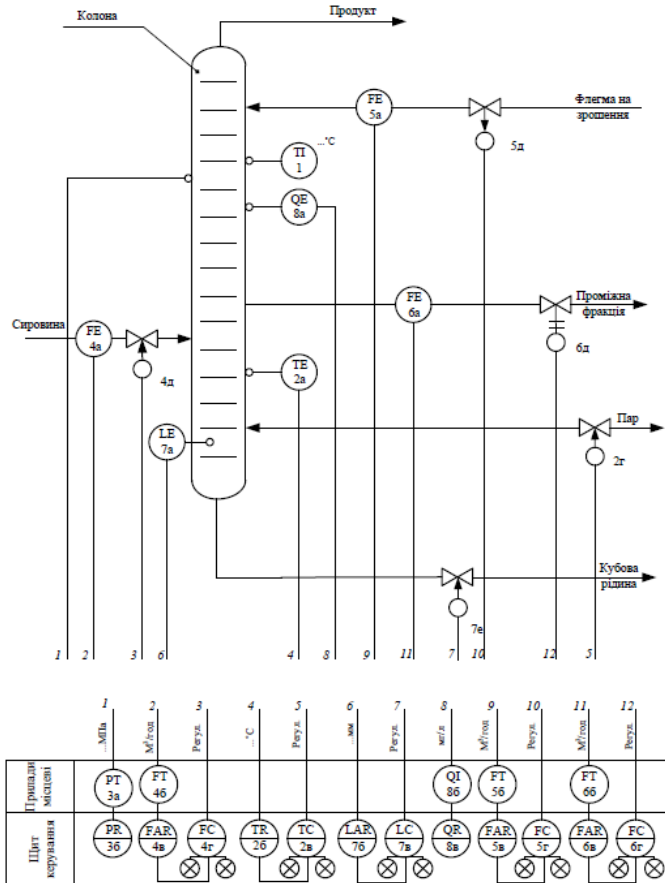 Продукт
Колона
FE
5а
Флегма на
зрошення
5д
...°С
TI
1
QE
8а
FE
6а
Проміжна
фракція
6д
Сировина
FE
4а
4д
TE
2а
LE
7а
Пар
2г
Кубова
рідина
7е
1 2 3 6 4 8 9 11 7 10 12 5
1 2 3 4 5 6 7 8 9 10 11 12
...МПа
М³/год
Регул.
...°С
Регул.
...мм
Регул.
мг/л
М³/год
Регул.
М³/год
Регул.
Прилади
місцеві
PT
3а
FT
4б
QI
8б
FT
5б
FT
6б
Щит
керування
PR
3б
FAR
4в
FC
4г
TR
2б
TC
2в
LAR
7б
LC
7в
QR
8в
FAR
5в
FC
5г
FAR
6в
FC
6г